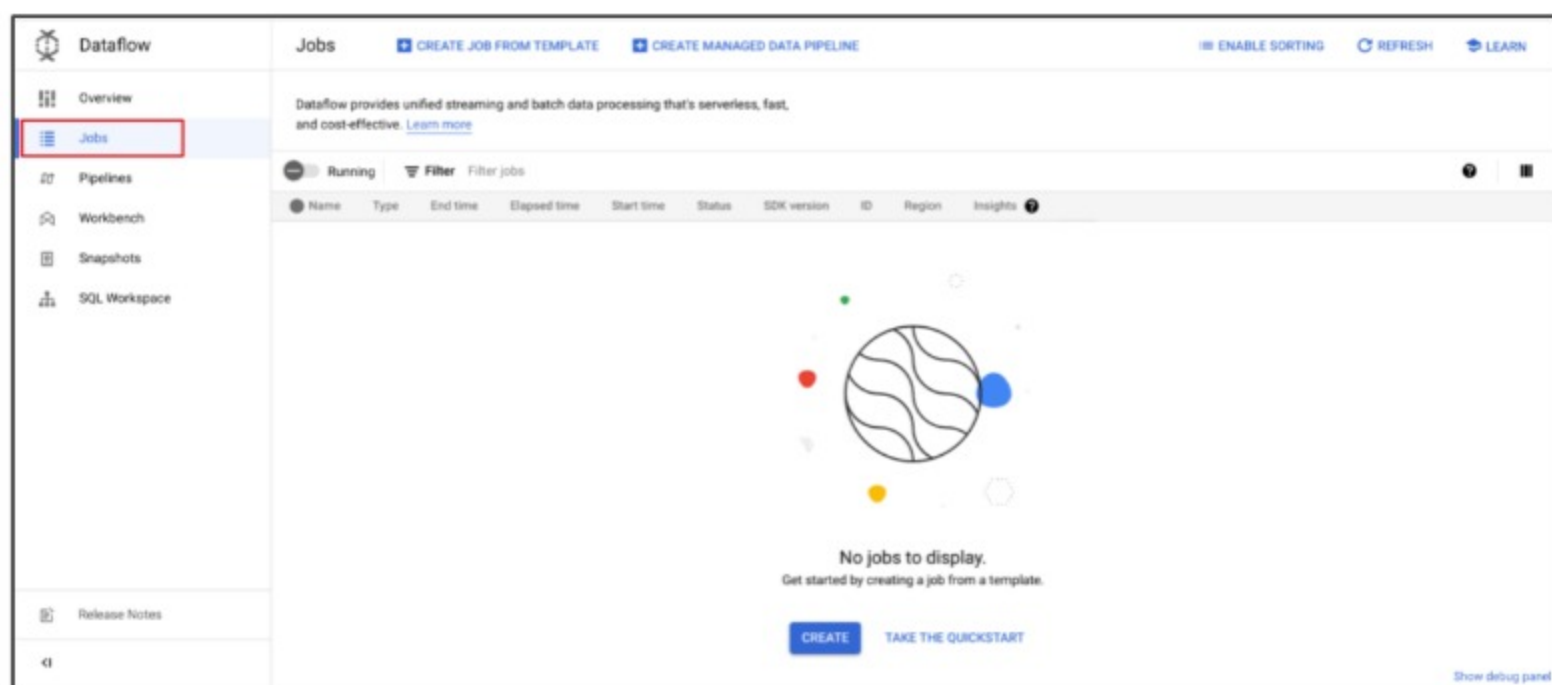 Dataflow
Jobs
CREATE JOB FROM TEMPLATE
CREATE MANAGED DATA PIPELINE
ENABLE SORTING
REFRESH
LEARN
Overview
Jobs
Pipelines
Workbench
Snapshots
SQL Workspace
Dataflow provides unified streaming and batch data processing that's serverless, fast,
and cost-effective. Learn more
Running Filter Filter jobs
Name Type End time Elapsed time Start time Status SDK version ID Region Insights
No jobs to display.
Get started by creating a job from a template.
CREATE TAKE THE QUICKSTART
Release Notes
Show debug panel